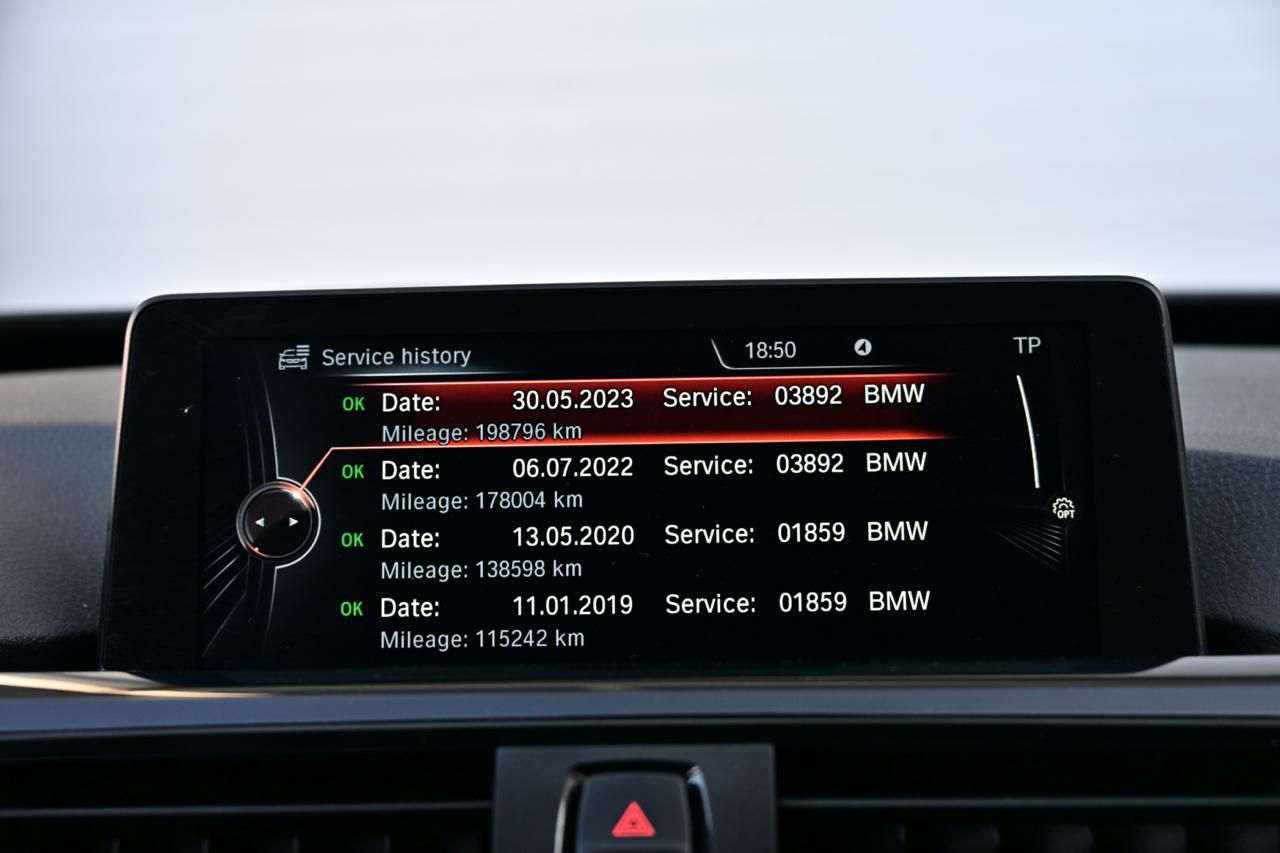 Service history 18:50 TP
OK Date: 30.05.2023 Service: 03892 BMW
Mileage: 198796 km
OK Date: 06.07.2022 Service: 03892 BMW
Mileage: 178004 km
OPT
OK Date: 13.05.2020 Service: 01859 BMW
Mileage: 138598 km
OK Date: 11.01.2019 Service: 01859 BMW
Mileage: 115242 km